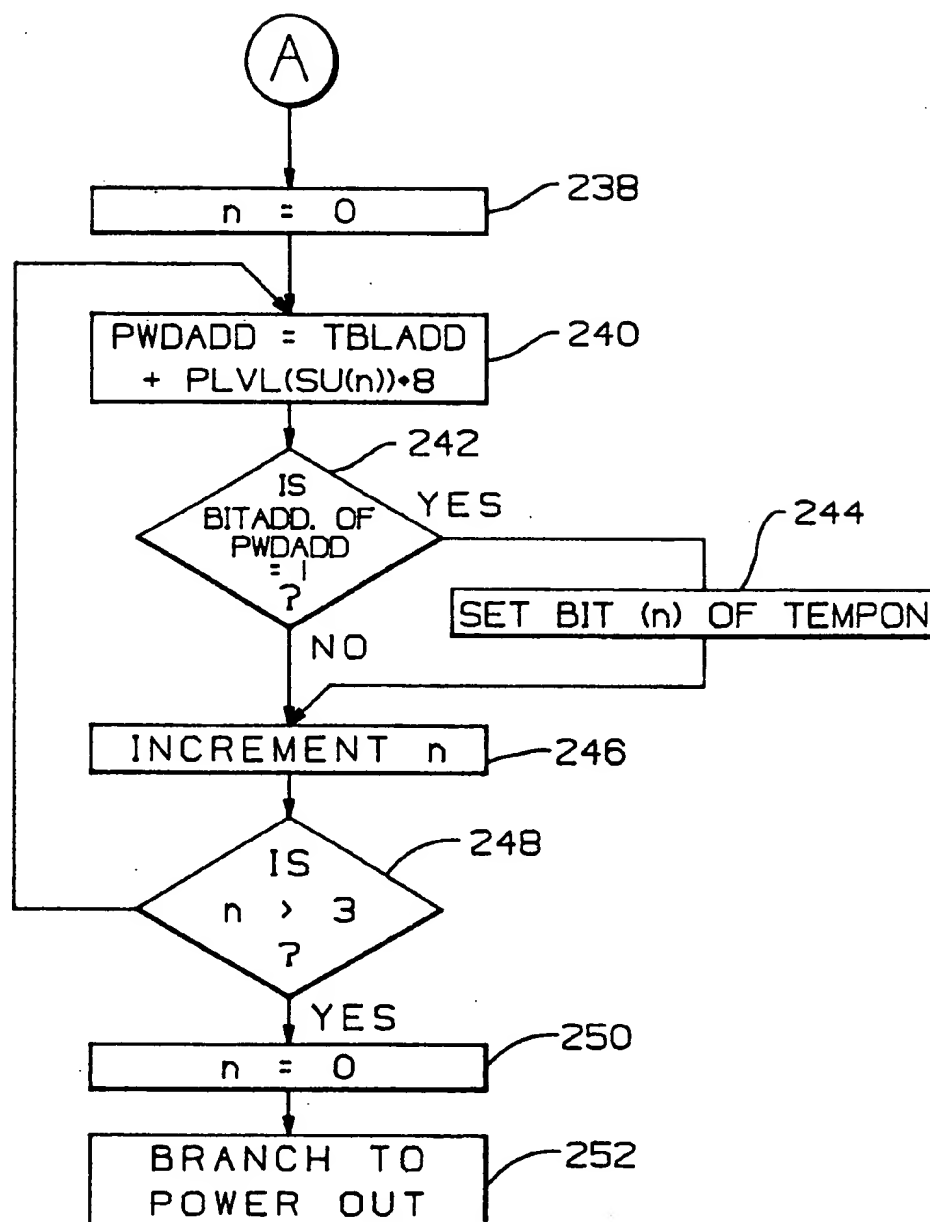 A
238
n = 0
PWDADD = TBLADD
+ PLVL(SU(n))•8
240
242
IS
BITADD. OF
PWDADD
= 1
?
YES
244
SET BIT (n) OF TEMPON
NO
INCREMENT n
246
248
IS
n > 3
?
YES
250
n = 0
BRANCH TO
POWER OUT
252